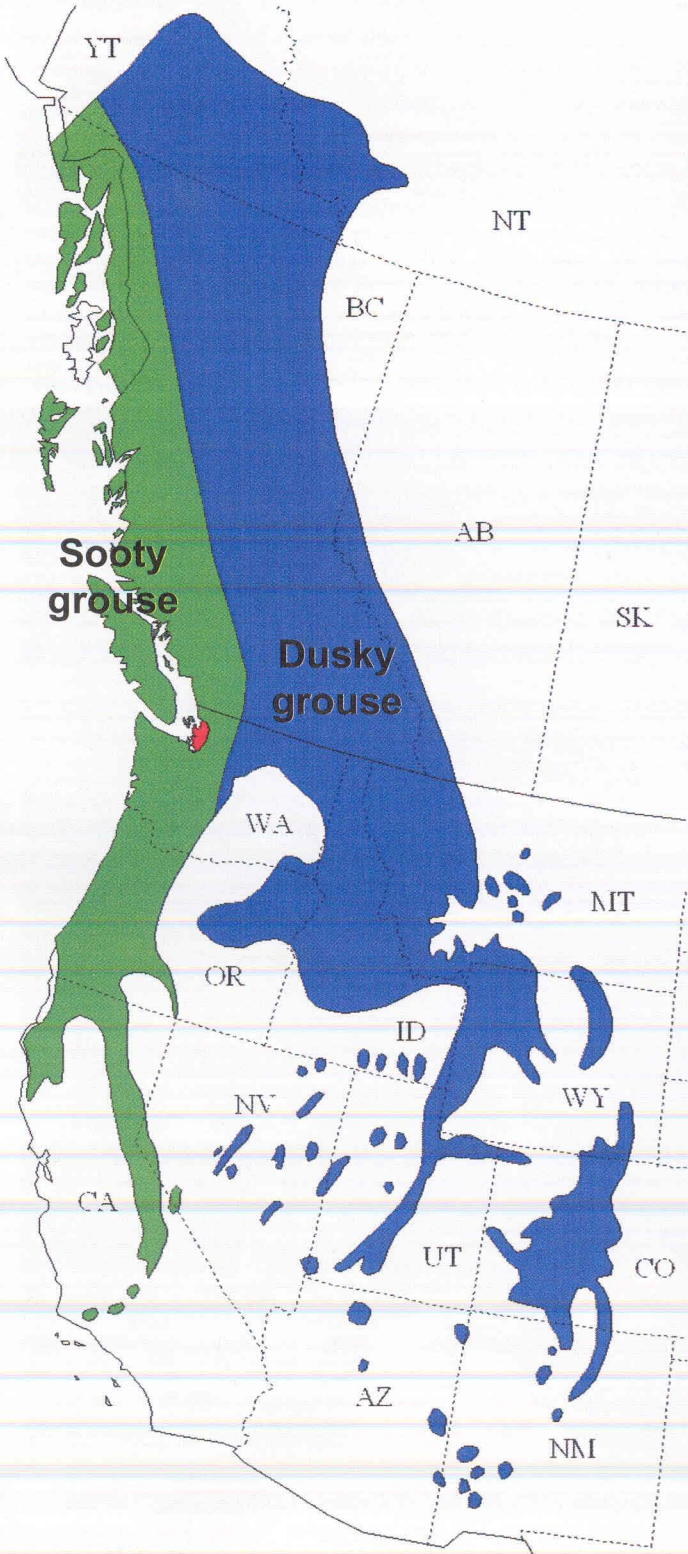 YT
NT
BC
AB
Sooty
grouse
SK
Dusky
grouse
WA
MT
OR
ID
NV
WY
CA
UT
CO
AZ
NM